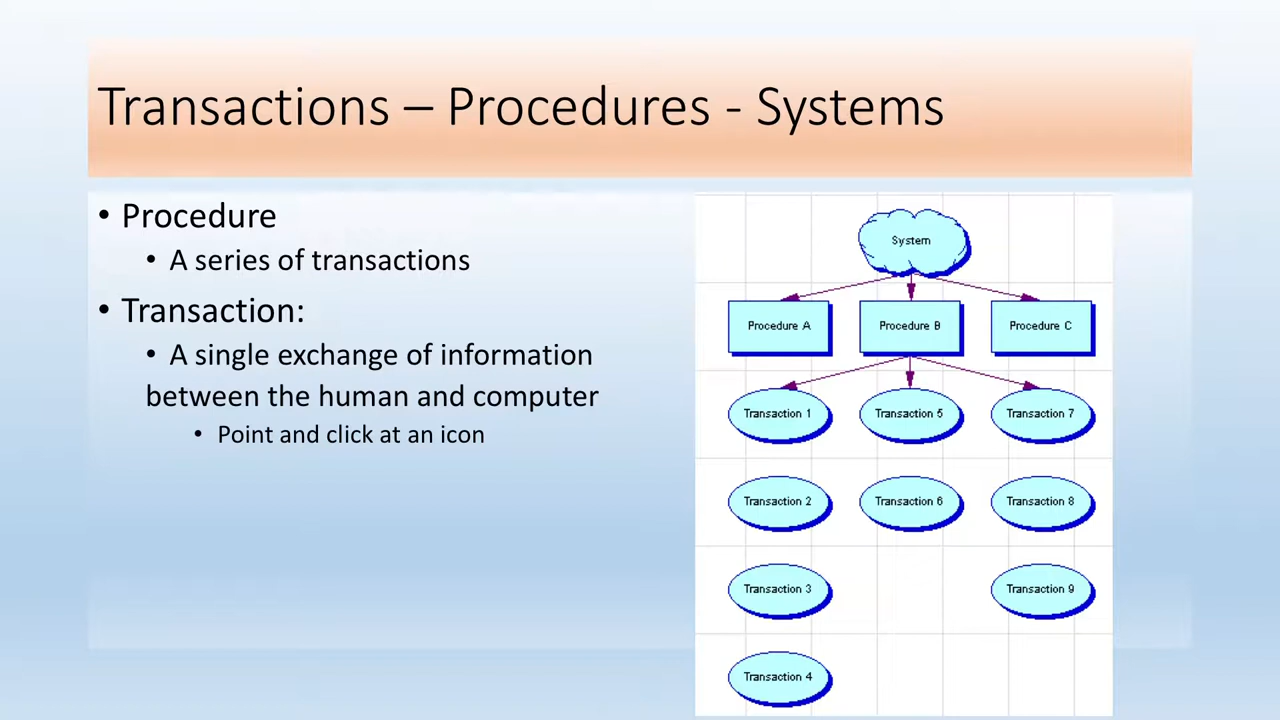 Transactions – Procedures - Systems
• Procedure
• A series of transactions
• Transaction:
• A single exchange of information
between the human and computer
• Point and click at an icon
System
Procedure A
Procedure B
Procedure C
Transaction 1
Transaction 5
Transaction 7
Transaction 2
Transaction 6
Transaction 8
Transaction 3
Transaction 9
Transaction 4